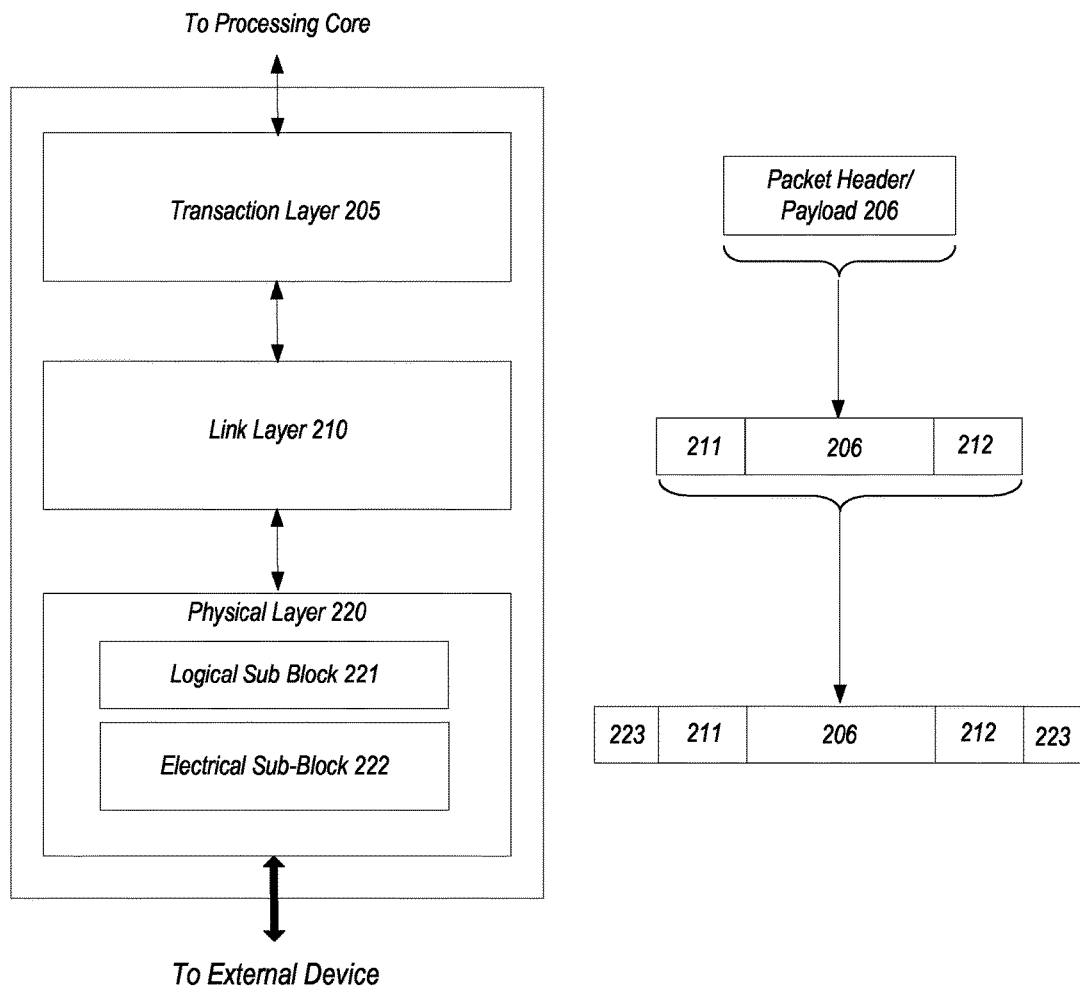 To Processing Core
Transaction Layer 205
Packet Header/
Payload 206
Link Layer 210
211 206 212
Physical Layer 220
Logical Sub Block 221
Electrical Sub-Block 222
223 211 206 212 223
To External Device